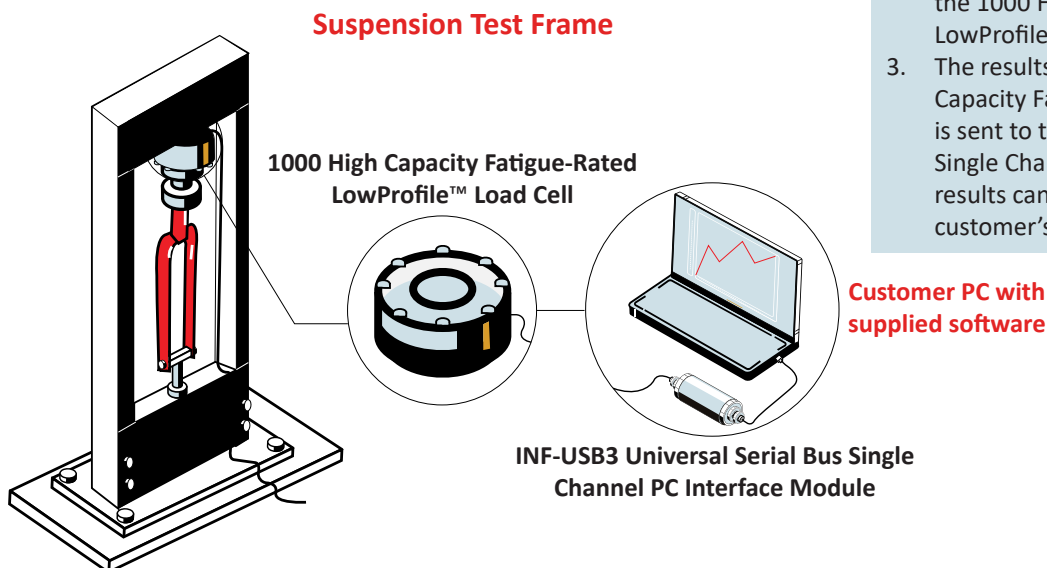 Suspension Test Frame
1000 High Capacity Fatigue-Rated
LowProfile™ Load Cell
the 1000 H
LowProfile
3. The results
Capacity Fa
is sent to t
Single Cha
results can
customer’s
Customer PC with
supplied software
INF-USB3 Universal Serial Bus Single
Channel PC Interface Module